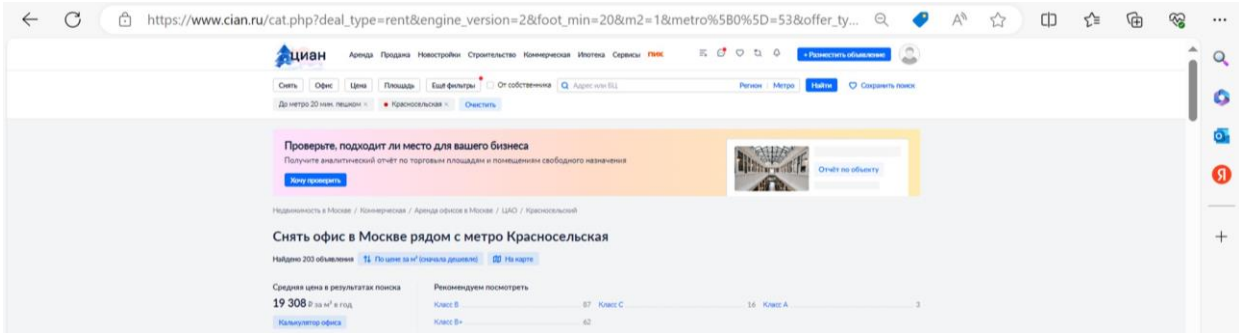 https://www.cian.ru/cat.php?deal_type=rent&engine_version=2&foot_min=20&m2=1&metro%5B0%5D=53&offer_ty...
циан Аренда Продажа Новостройки Строительство Коммерческая Ипотека Сервисы ПИК + Разместить объявление
Снять Офис Цена Площадь Ещё фильтры От собственника Адрес или БЦ Регион Метро Найти Сохранить поиск
До метро 20 мин. пешком × Красносельская × Очистить
Проверьте, подходит ли место для вашего бизнеса
Получите аналитический отчёт по торговым площадям и помещениям свободного назначения
Отчёт по объекту
Хочу проверить
Недвижимость в Москве / Коммерческая / Аренда офисов в Москве / ЦАО / Красносельский
Снять офис в Москве рядом с метро Красносельская
Найдено 203 объявления По цене за м² (сначала дешевле) На карте
Средняя цена в результатах поиска Рекомендуем посмотреть
19 308 ₽ за м² в год Класс B 87 Класс C 16 Класс A 3
Калькулятор офиса Класс B+ 62